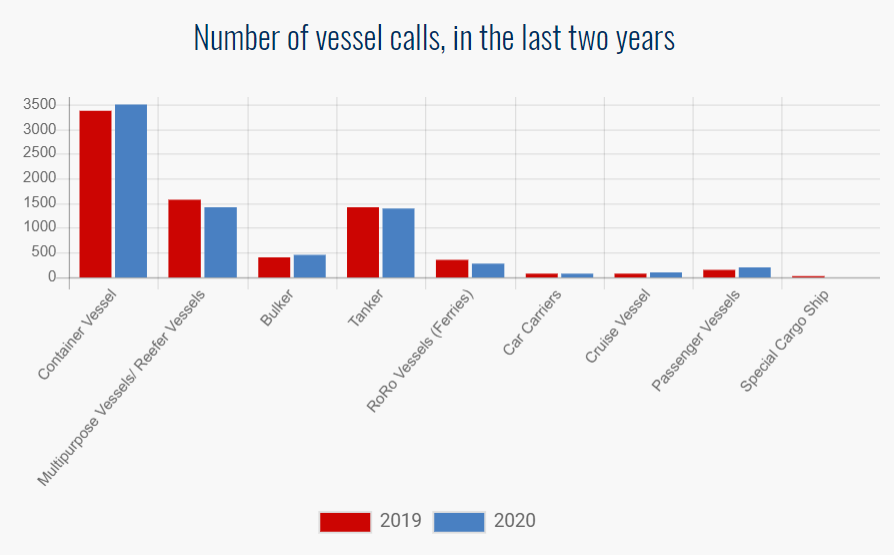 Number of vessel calls, in the last two years
3500
3000
2500
2000
1500
1000
500
0
Container Vessel
Multipurpose Vessels/ Reefer Vessels
Bulker
Tanker
RoRo Vessels (Ferries)
Car Carriers
Cruise Vessel
Passenger Vessels
Special Cargo Ship
2019
2020